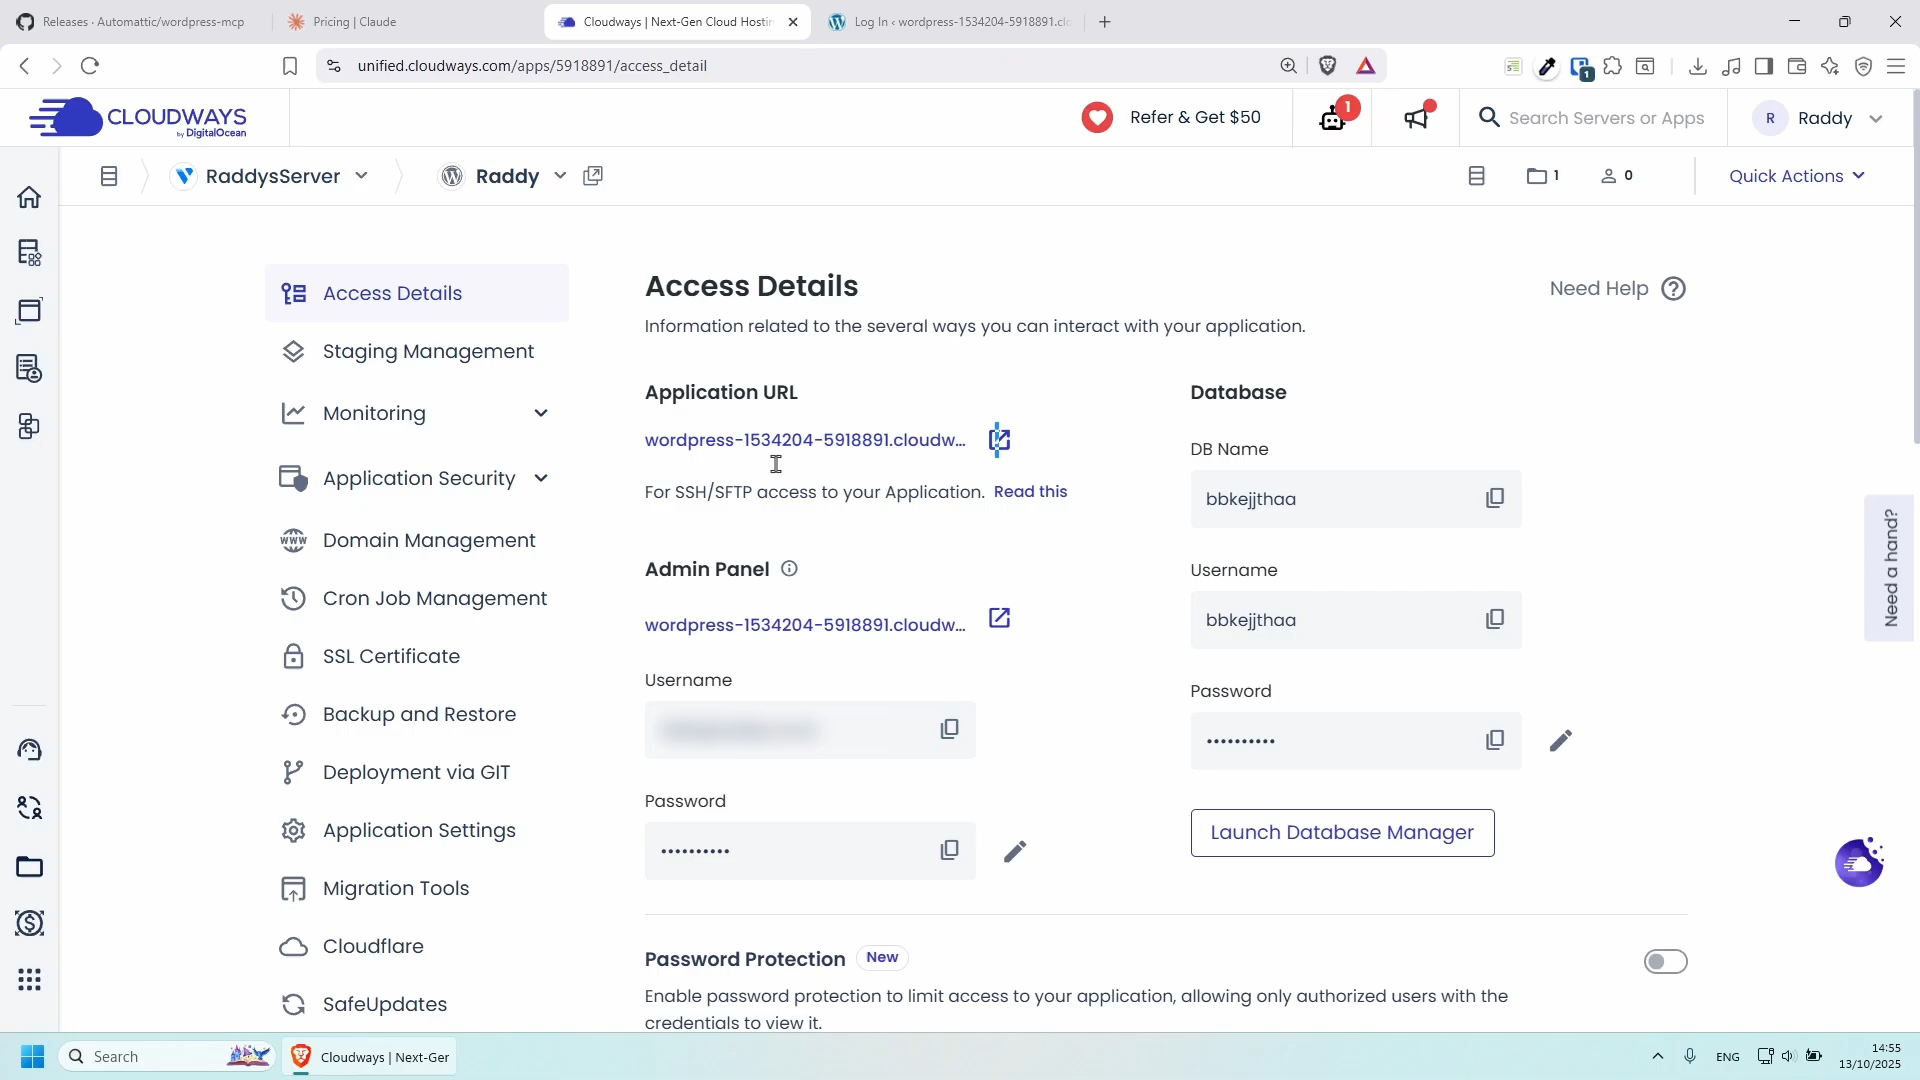 Releases · Automattic/wordpress-mcp
Pricing | Claude
Cloudways | Next-Gen Cloud Hostin
Log In ‹ wordpress-1534204-5918891.clo
unified.cloudways.com/apps/5918891/access_detail
1
CLOUDWAYS
by DigitalOcean
Refer & Get $50
1
Search Servers or Apps
R
Raddy
RaddysServer
Raddy
1
0
Quick Actions
Access Details
Staging Management
Monitoring
Application Security
Domain Management
Cron Job Management
SSL Certificate
Backup and Restore
Deployment via GIT
Application Settings
Migration Tools
Cloudflare
SafeUpdates
Access Details
Need Help
Information related to the several ways you can interact with your application.
Application URL
wordpress-1534204-5918891.cloudw...
For SSH/SFTP access to your Application. Read this
Admin Panel
wordpress-1534204-5918891.cloudw...
Username
Password
••••••••••
Database
DB Name
bbkejjthaa
Username
bbkejjthaa
Password
••••••••••
Launch Database Manager
Password Protection New
Enable password protection to limit access to your application, allowing only authorized users with the
credentials to view it.
Need a hand?
Search
Cloudways | Next-Ger
ENG
14:55
13/10/2025